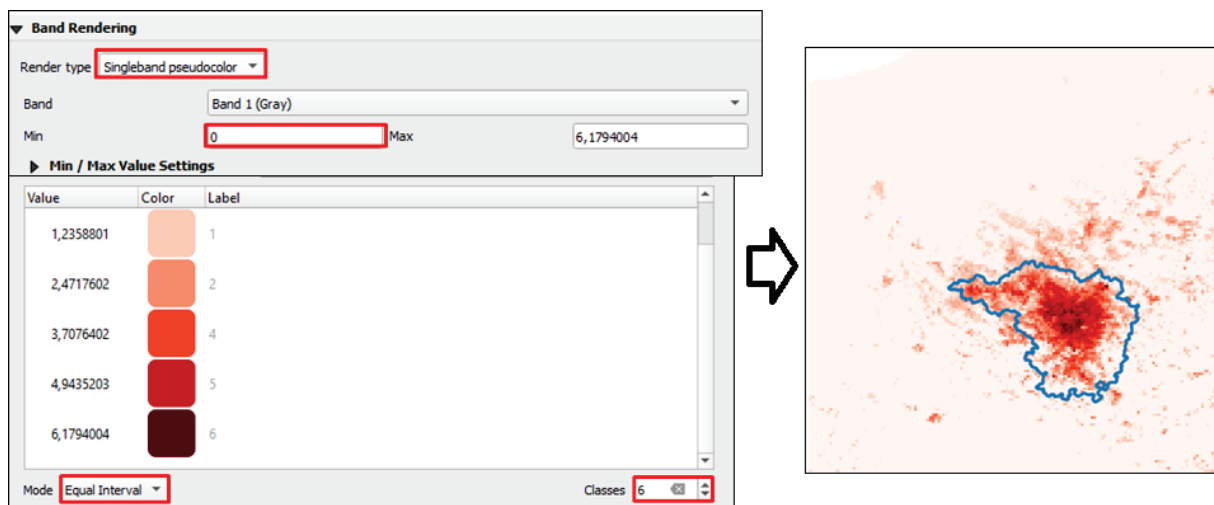 Band Rendering
Render type Singleband pseudocolor
Band Band 1 (Gray)
Min 0 Max 6,1794004
Min / Max Value Settings
Value Color Label
1,2358801 1
2,4717602 2
3,7076402 4
4,9435203 5
6,1794004 6
Mode Equal Interval Classes 6